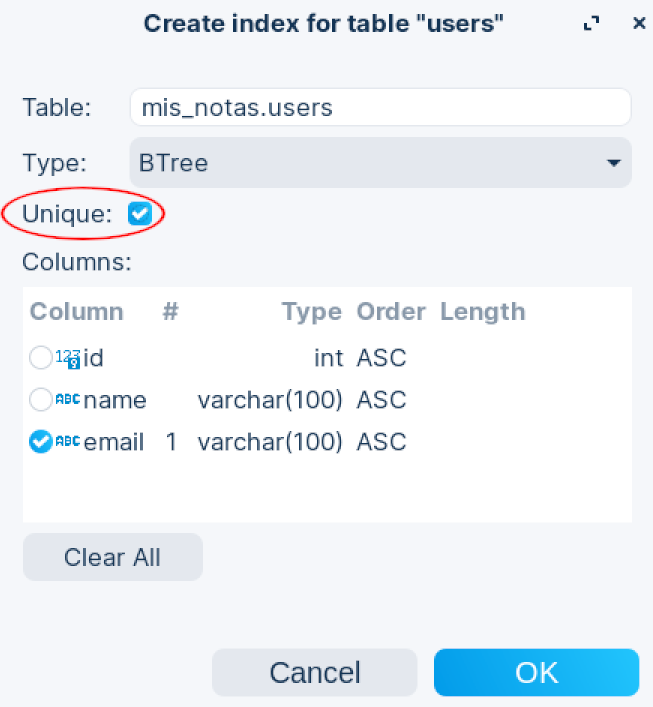 Create index for table "users"
Table: mis_notas.users
Type: BTree
Unique:
Columns:
Column # Type Order Length
123 id int ASC
ABC name varchar(100) ASC
ABC email 1 varchar(100) ASC
Clear All
Cancel OK